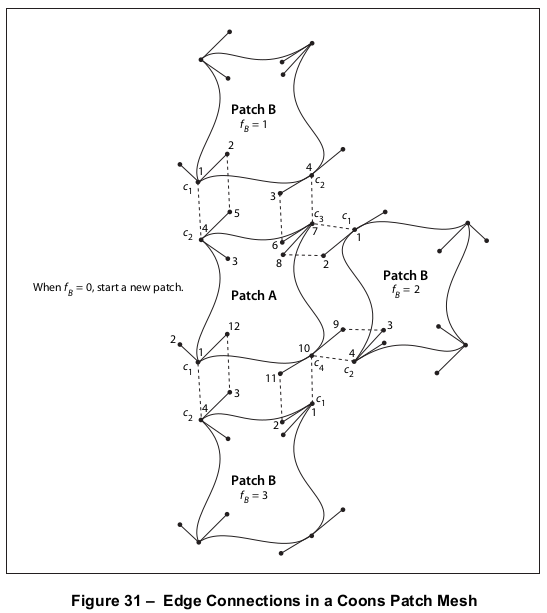 Patch B
f_B = 1
1
2
c_1
3
4
c_2
c_2
4
5
3
6
c_3
7
8
c_1
1
2
When f_B = 0, start a new patch.
Patch A
Patch B
f_B = 2
2
1
c_1
12
11
10
9
c_4
3
4
c_2
c_2
4
3
2
c_1
1
Patch B
f_B = 3
Figure 31 – Edge Connections in a Coons Patch Mesh